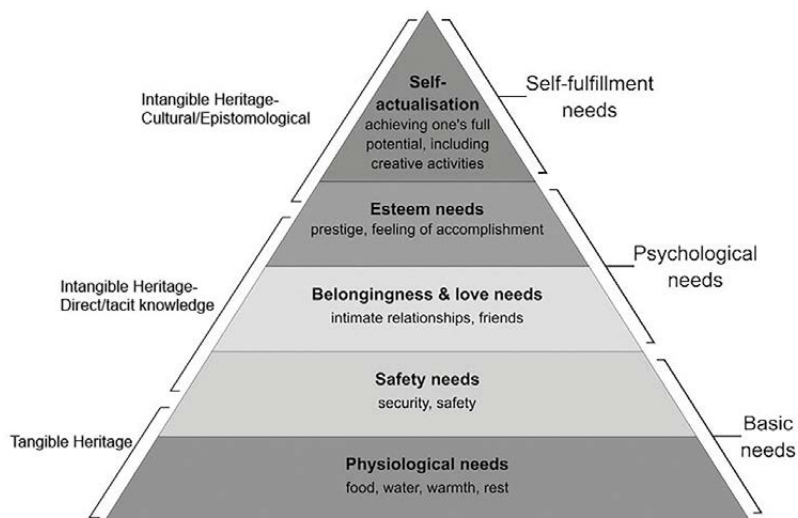 Self-
actualisation
achieving one's full
potential, including
creative activities
Intangible Heritage-
Cultural/Epistomological
Self-fulfillment
needs
Esteem needs
prestige, feeling of accomplishment
Intangible Heritage-
Direct/tacit knowledge
Psychological
needs
Belongingness & love needs
intimate relationships, friends
Safety needs
security, safety
Tangible Heritage
Basic
needs
Physiological needs
food, water, warmth, rest